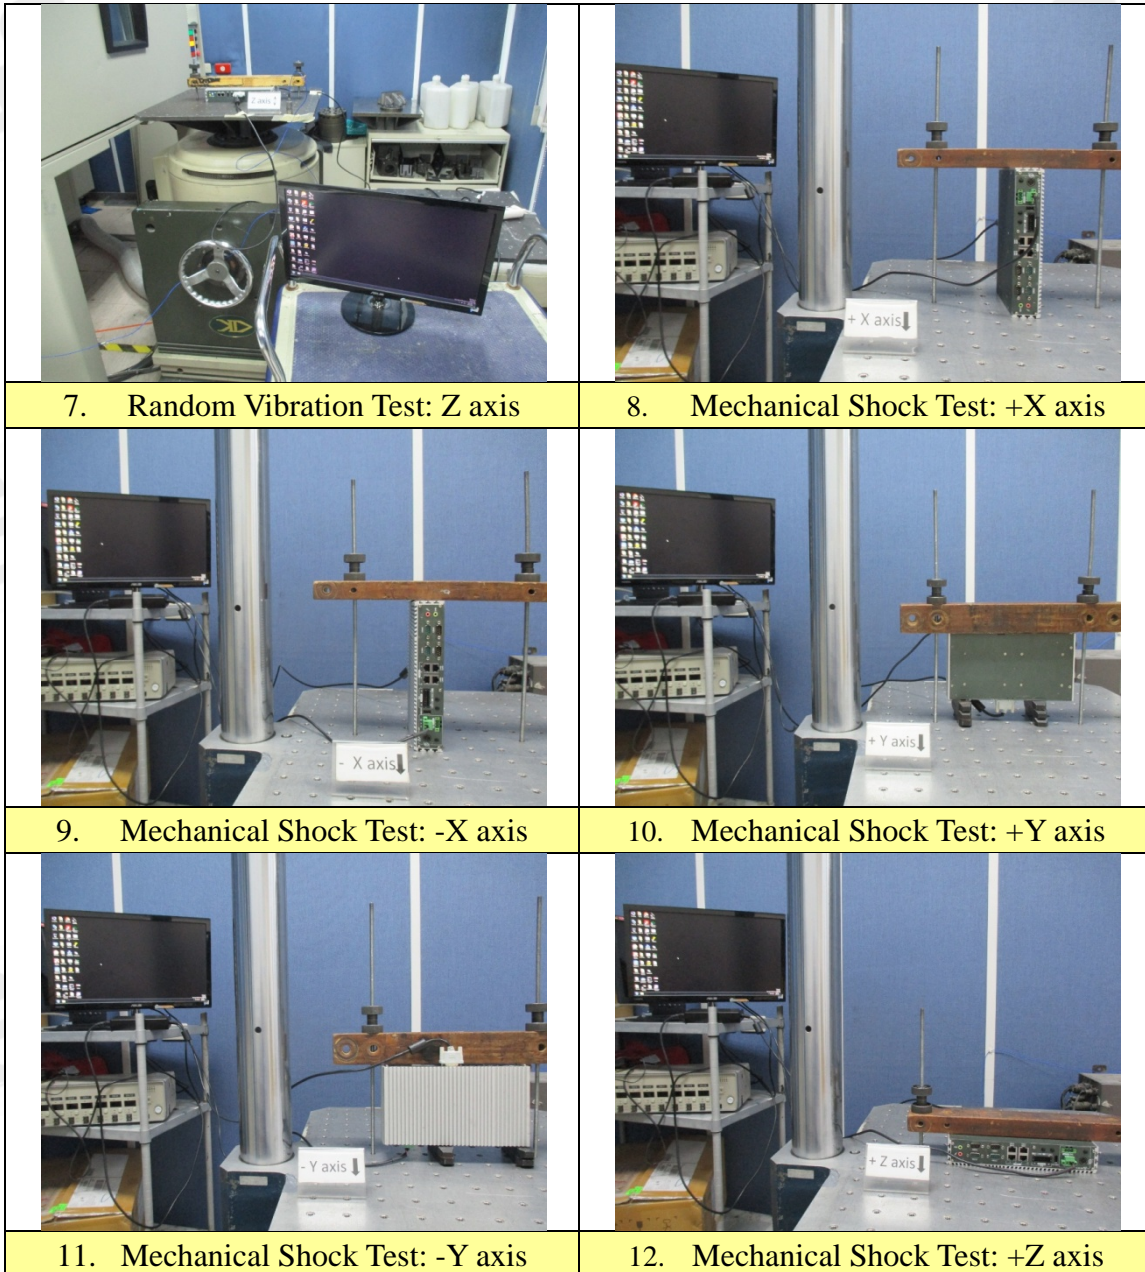 Z axis
7. Random Vibration Test: Z axis
+ X axis
8. Mechanical Shock Test: +X axis
- X axis
9. Mechanical Shock Test: -X axis
+ Y axis
10. Mechanical Shock Test: +Y axis
- Y axis
11. Mechanical Shock Test: -Y axis
+ Z axis
12. Mechanical Shock Test: +Z axis